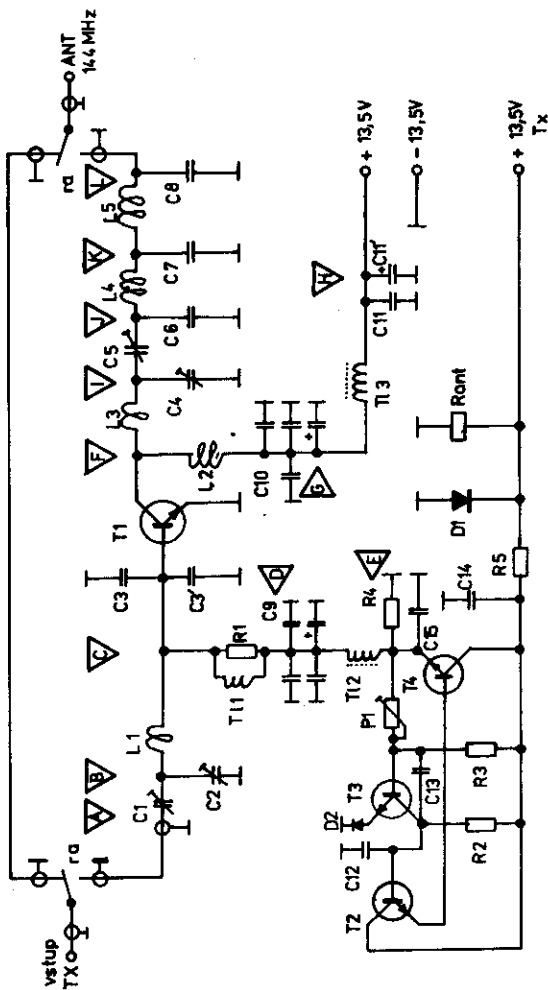 vstup
TX
ra
A
C1
B
C2
L1
C
C3
C3'
T1
F
L3
I
C4
C5
J
C6
L4
K
C7
L5
L
C8
ra
ANT
144 MHz
Tl1
R1
D
C9
L2
C10
G
Tl3
H
C11
C11'
+ 13,5V
- 13,5V
Tl2
E
R4
P1
C15
T4
T3
D2
C12
T2
C13
R2
R3
C14
R5
D1
Rant
+ 13,5V
Tx